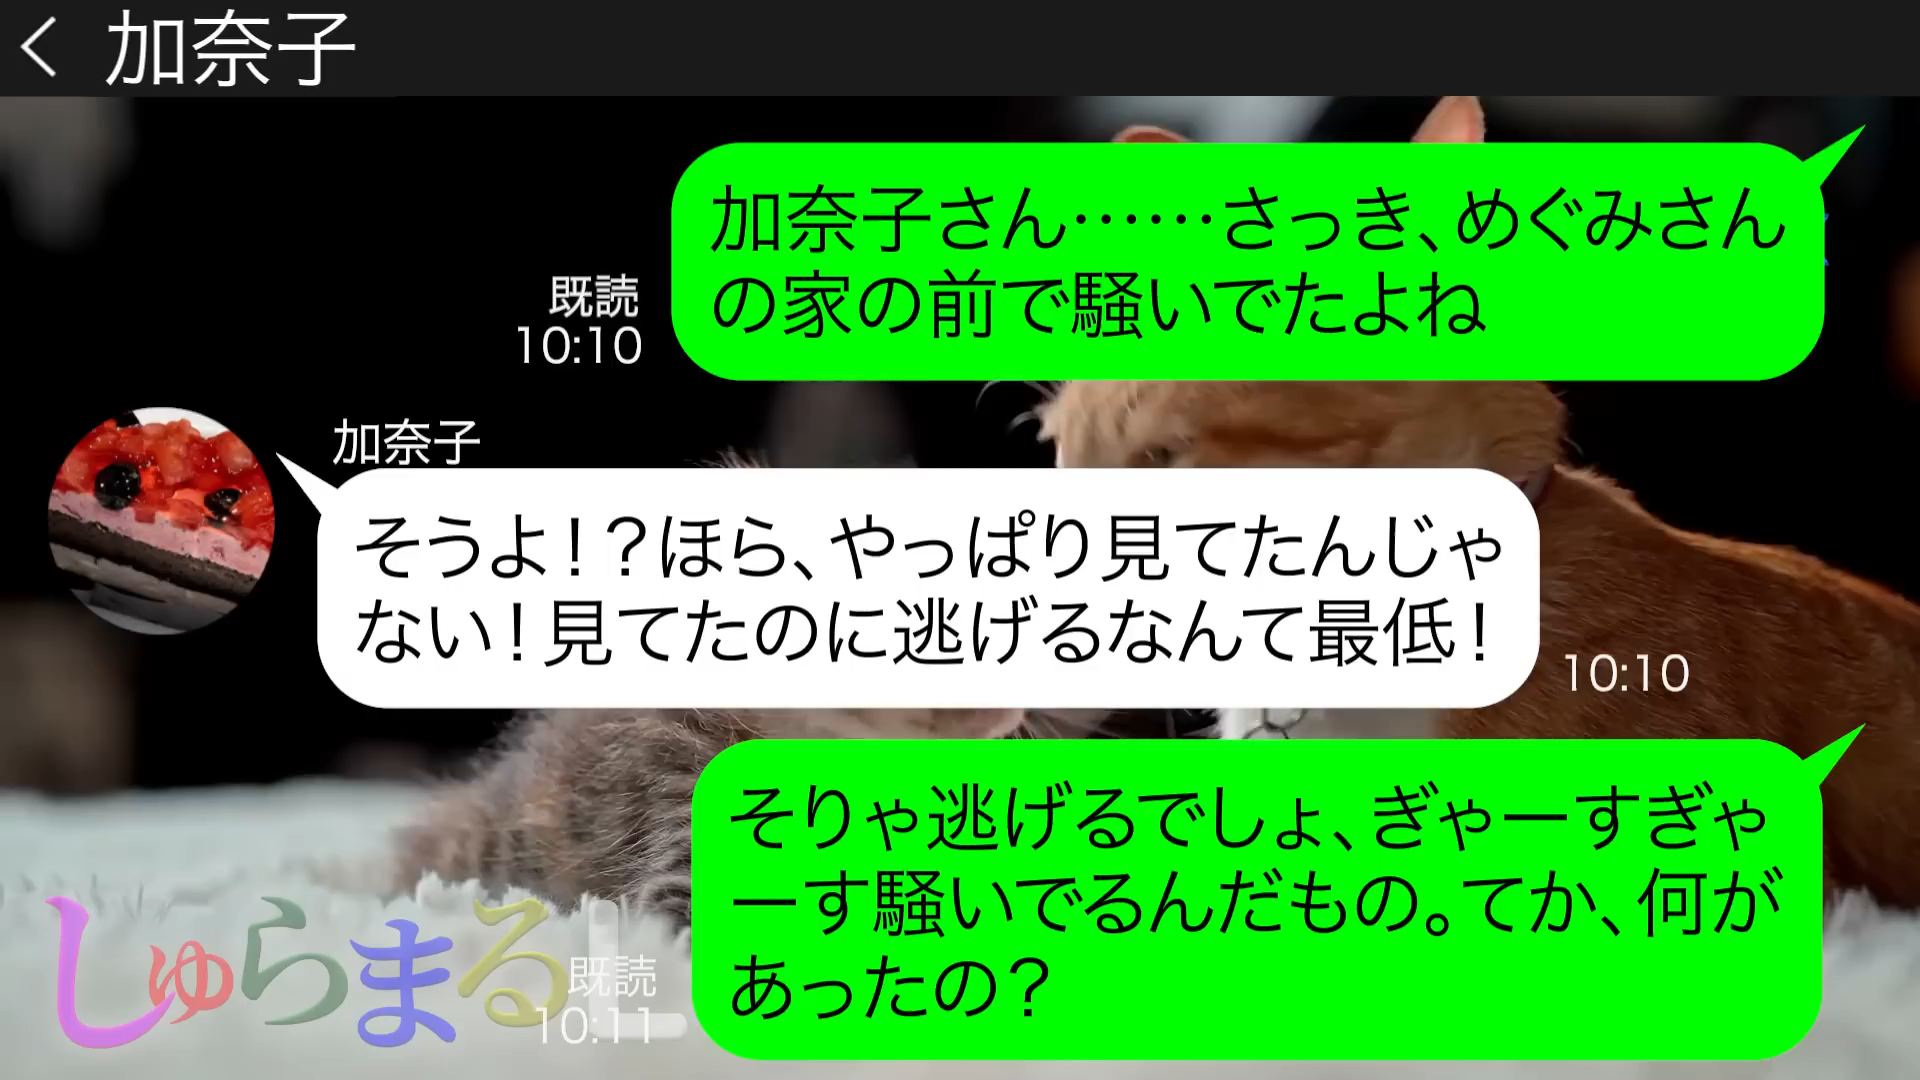 加奈子
加奈子さん……さっき、めぐみさん
の家の前で騒いでたよね
既読
10:10
加奈子
そうよ！？ほら、やっぱり見てたんじゃ
ない！見てたのに逃げるなんて最低！
10:10
そりゃ逃げるでしょ、ぎゃーすぎゃ
ーす騒いでるんだもの。てか、何が
あったの？
既読
10:11
しゅらまる